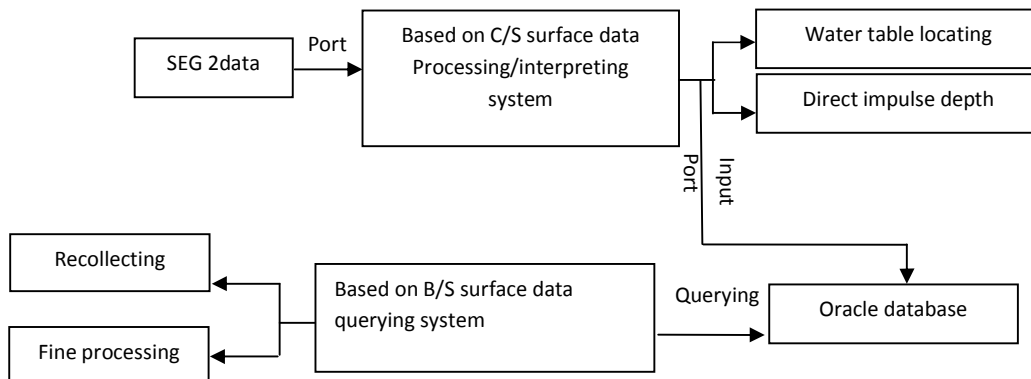 SEG 2data
Port
Based on C/S surface data
Processing/interpreting
system
Water table locating
Direct impulse depth
Port
Input
Recollecting
Fine processing
Based on B/S surface data
querying system
Querying
Oracle database